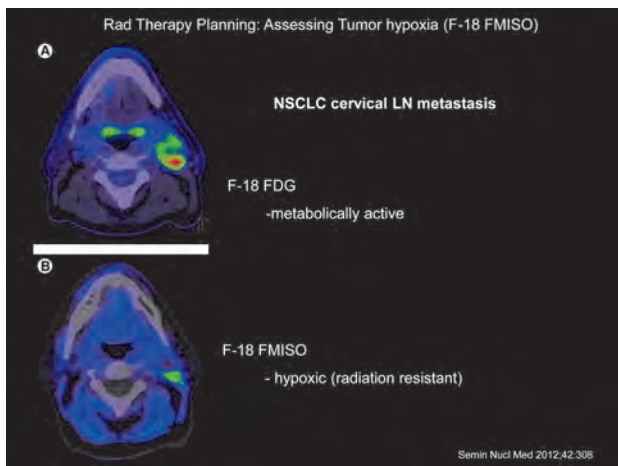 Rad Therapy Planning: Assessing Tumor hypoxia (F-18 FMISO)
A
NSCLC cervical LN metastasis
F-18 FDG
-metabolically active
B
F-18 FMISO
- hypoxic (radiation resistant)
Semin Nucl Med 2012;42:308